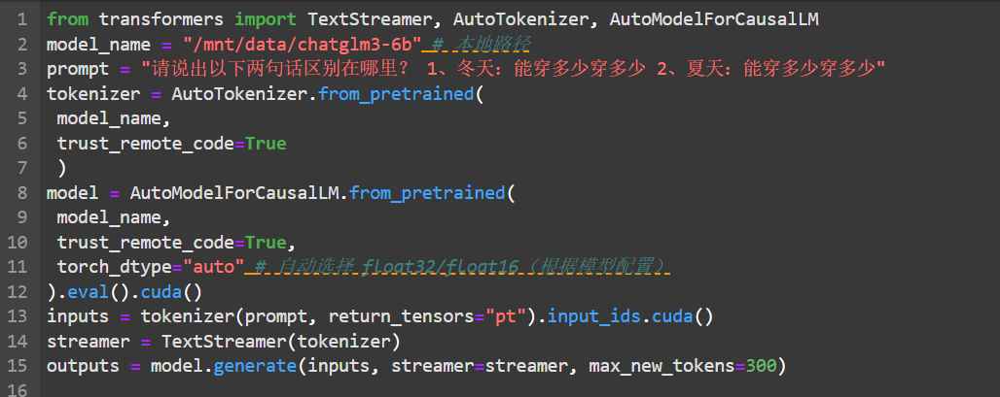 1 from transformers import TextStreamer, AutoTokenizer, AutoModelForCausalLM
2 model_name = "/mnt/data/chatglm3-6b" # 本地路径
3 prompt = "请说出以下两句话区别在哪里？ 1、冬天：能穿多少穿多少 2、夏天：能穿多少穿多少"
4 tokenizer = AutoTokenizer.from_pretrained(
5  model_name,
6  trust_remote_code=True
7  )
8 model = AutoModelForCausalLM.from_pretrained(
9  model_name,
10  trust_remote_code=True,
11  torch_dtype="auto" # 自动选择 float32/float16（根据模型配置）
12 ).eval().cuda()
13 inputs = tokenizer(prompt, return_tensors="pt").input_ids.cuda()
14 streamer = TextStreamer(tokenizer)
15 outputs = model.generate(inputs, streamer=streamer, max_new_tokens=300)
16